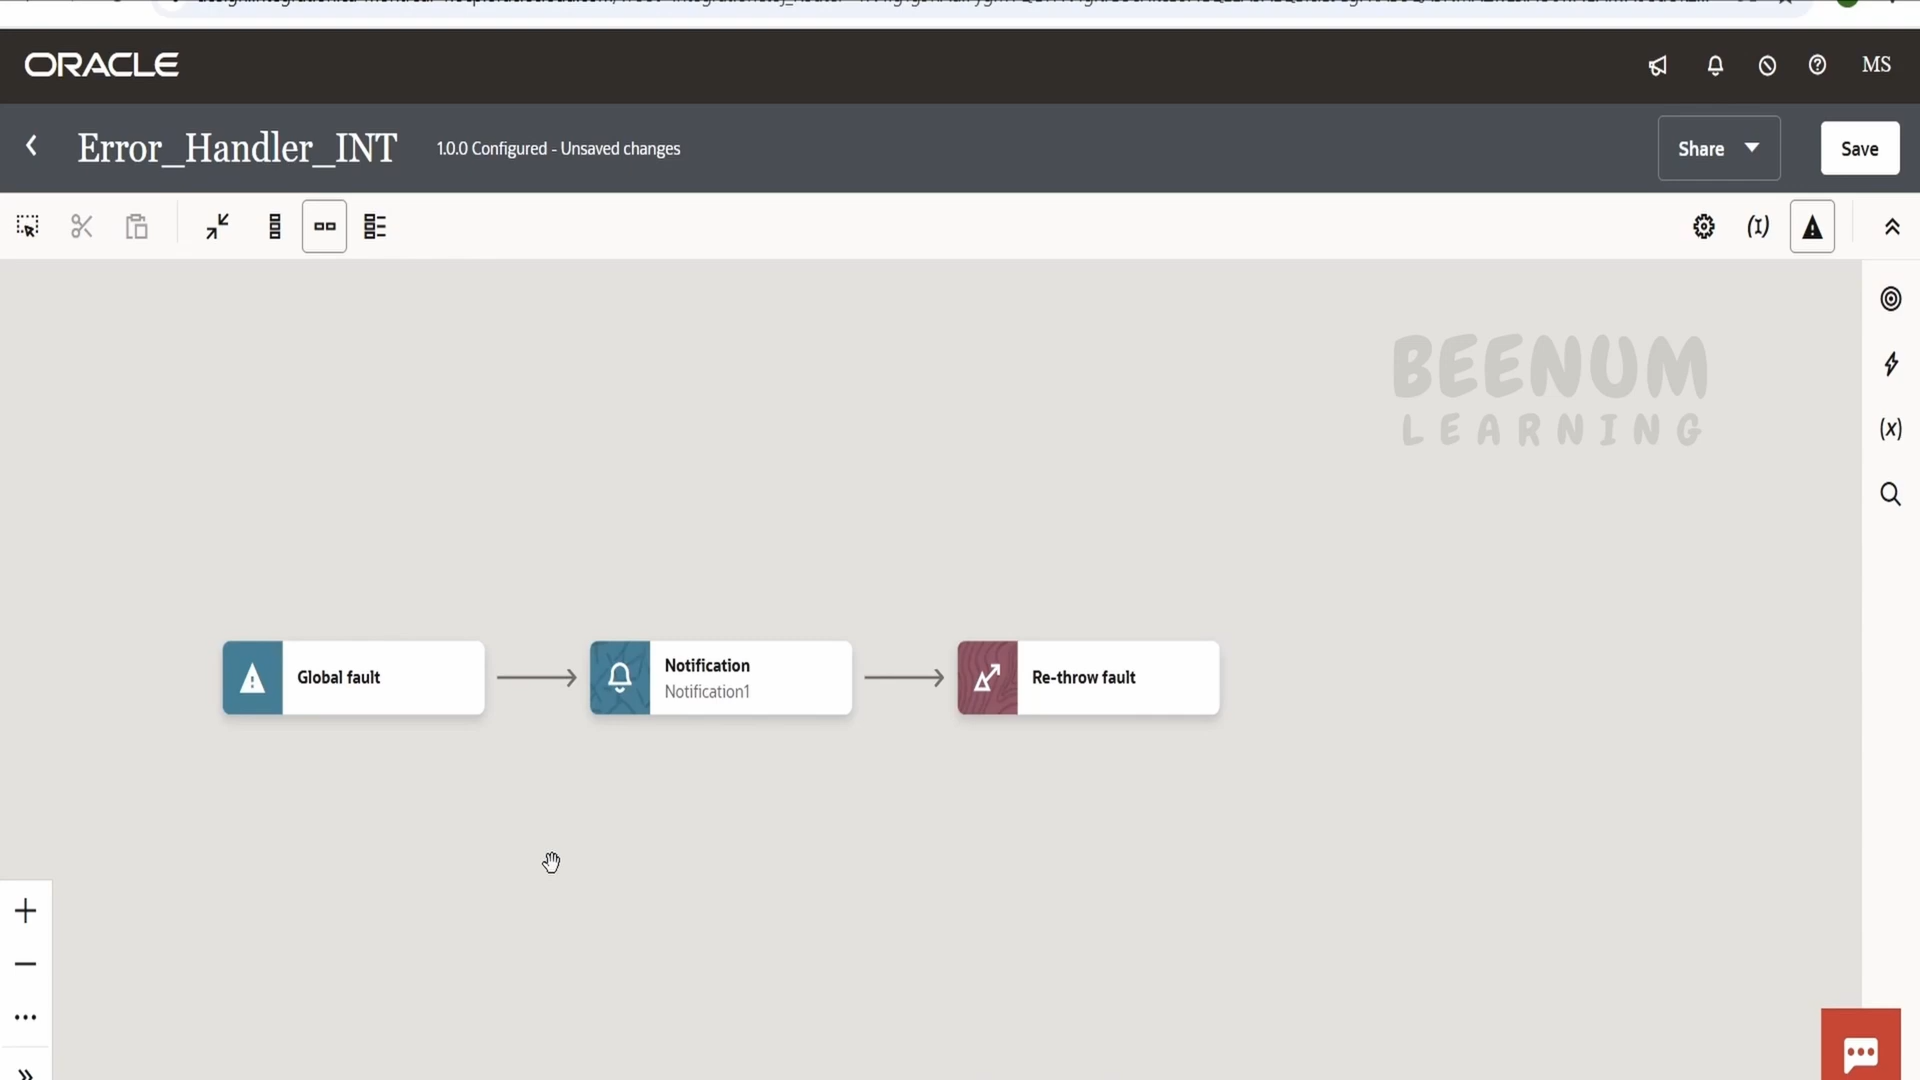 ORACLE
MS
Error_Handler_INT
1.0.0 Configured - Unsaved changes
Share
Save
BEENUM
LEARNING
Global fault
Notification
Notification1
Re-throw fault